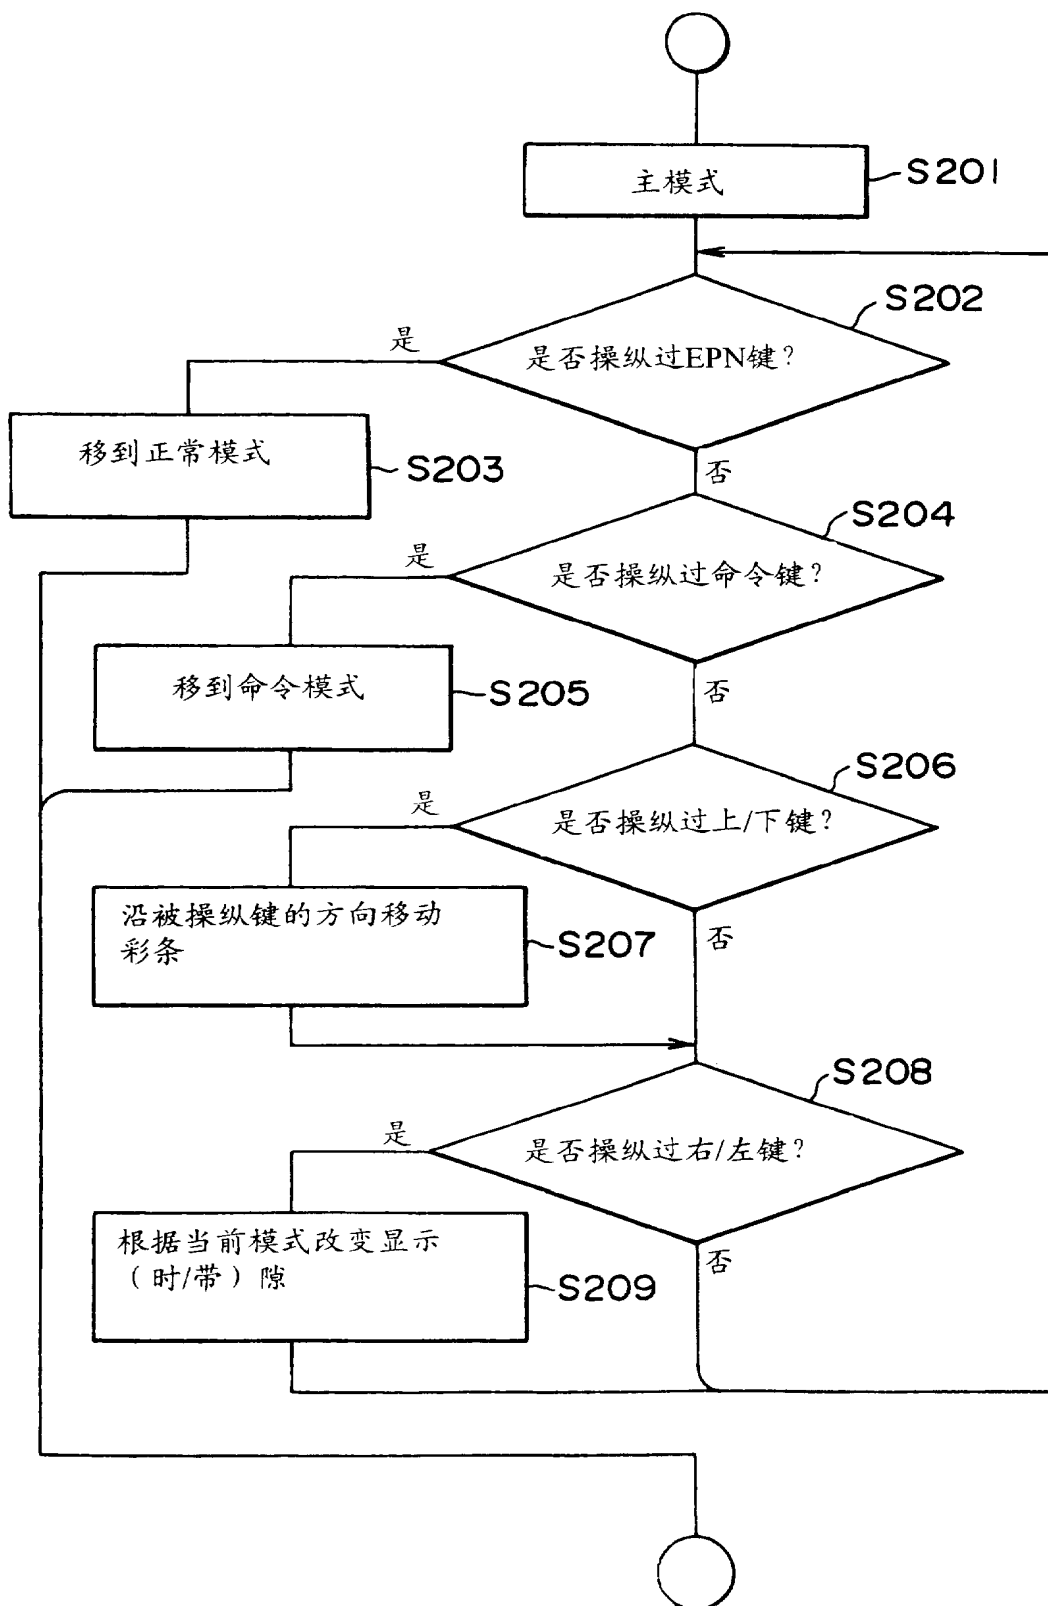 主模式
S201
S202
是
是否操纵过EPN键？
移到正常模式
S203
否
S204
是
是否操纵过命令键？
移到命令模式
S205
否
S206
是
是否操纵过上/下键？
沿被操纵键的方向移动
彩条
S207
否
S208
是
是否操纵过右/左键？
根据当前模式改变显示
（时/带）隙
S209
否